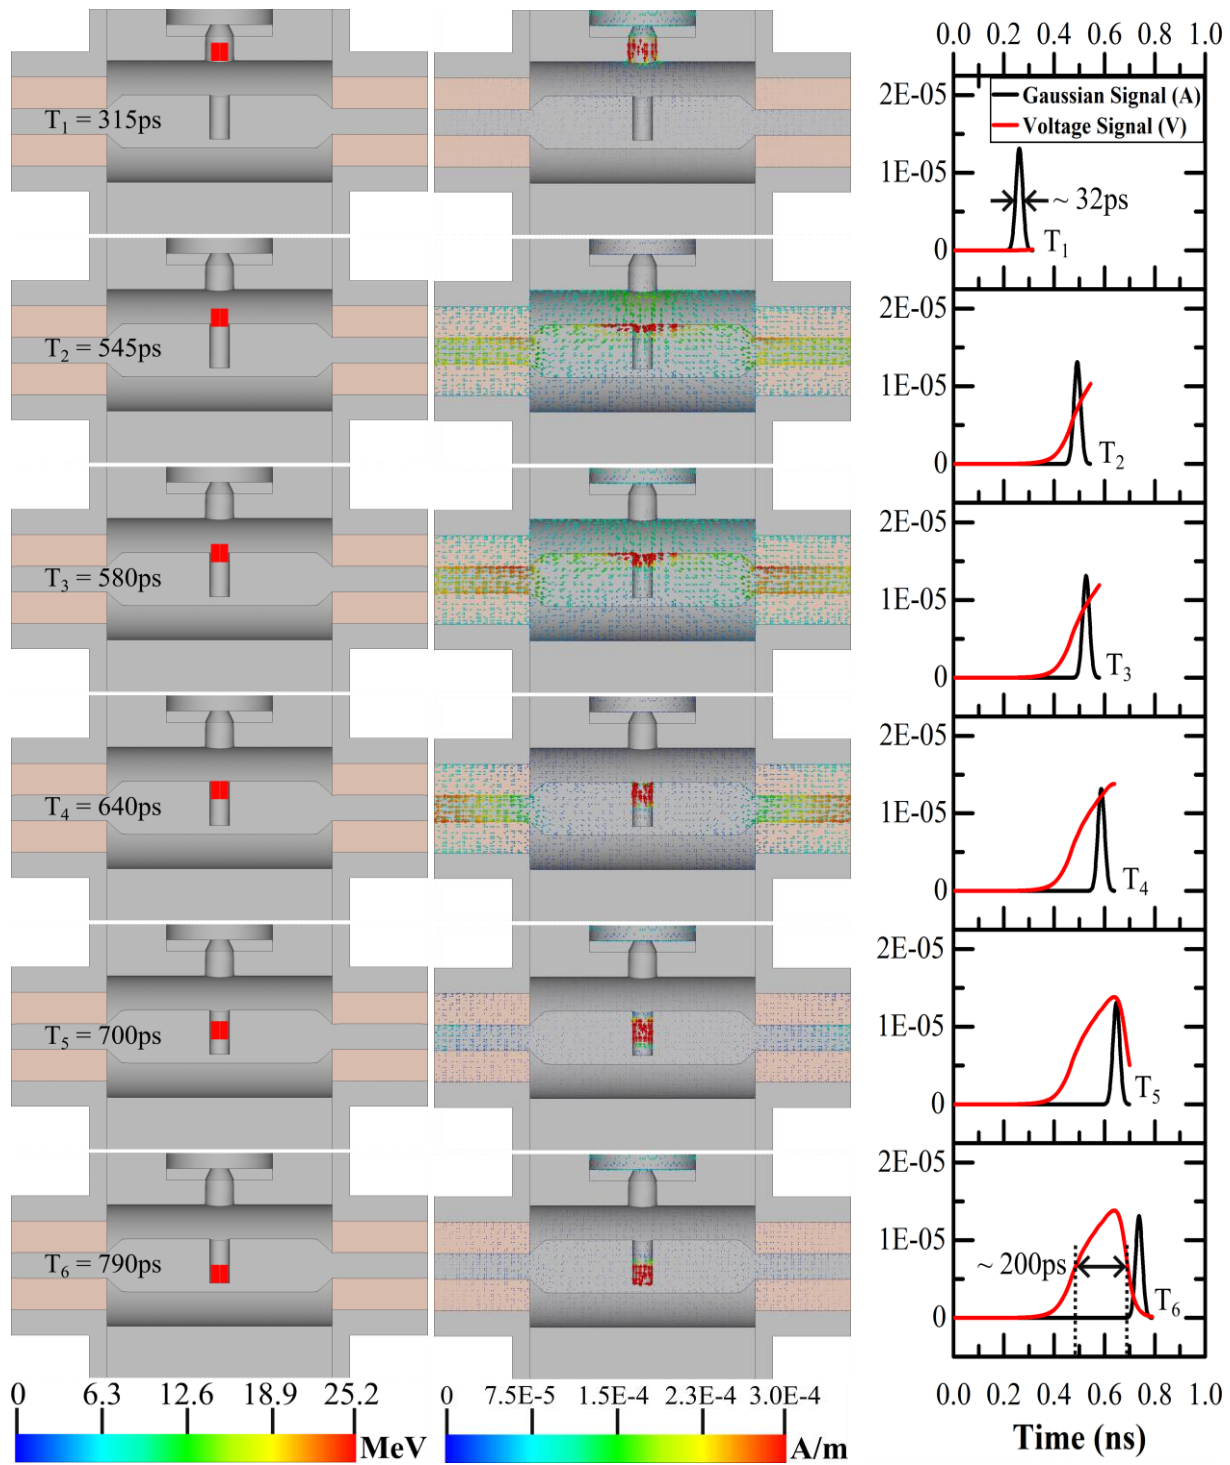 0.0 0.2 0.4 0.6 0.8 1.0
T₁ = 315ps
2E-05
1E-05
0
Gaussian Signal (A)
Voltage Signal (V)
~ 32ps
T₁
T₂ = 545ps
2E-05
1E-05
0
T₂
T₃ = 580ps
2E-05
1E-05
0
T₃
T₄ = 640ps
2E-05
1E-05
0
T₄
T₅ = 700ps
2E-05
1E-05
0
T₅
T₆ = 790ps
2E-05
1E-05
0
~ 200ps
T₆
0 6.3 12.6 18.9 25.2
MeV
0 7.5E-5 1.5E-4 2.3E-4 3.0E-4
A/m
0.0 0.2 0.4 0.6 0.8 1.0
Time (ns)